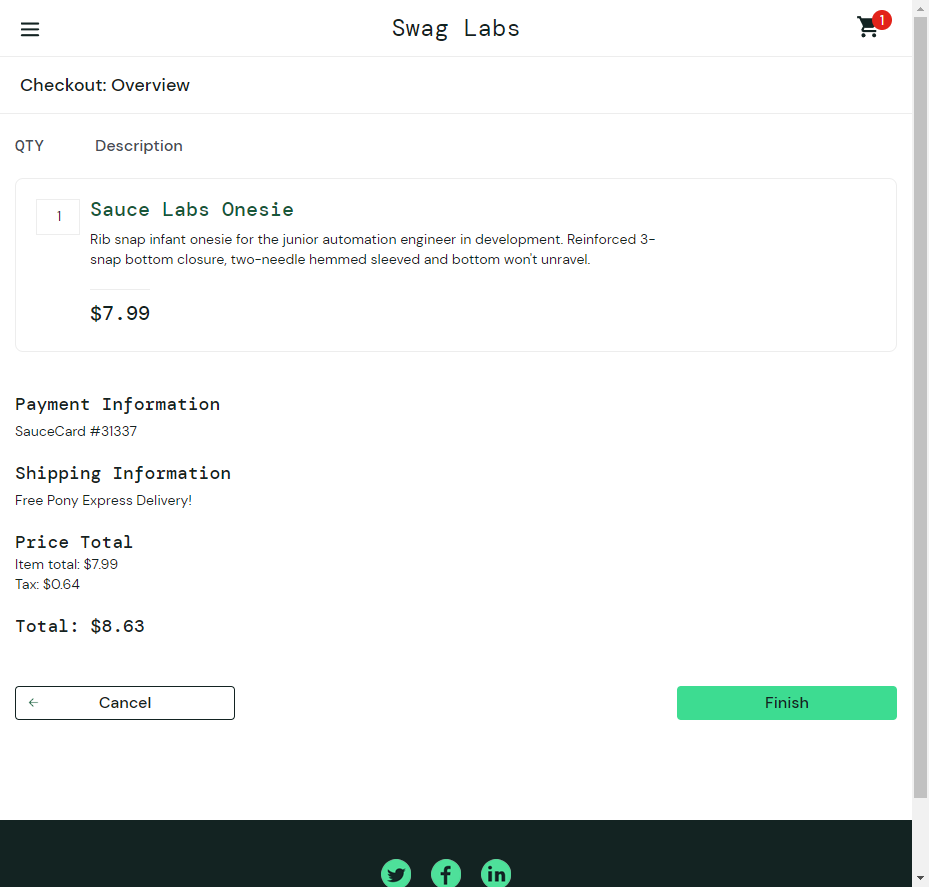 Swag Labs
1
Checkout: Overview
QTY Description
1
Sauce Labs Onesie
Rib snap infant onesie for the junior automation engineer in development. Reinforced 3-
snap bottom closure, two-needle hemmed sleeved and bottom won't unravel.
$7.99
Payment Information
SauceCard #31337
Shipping Information
Free Pony Express Delivery!
Price Total
Item total: $7.99
Tax: $0.64
Total: $8.63
Cancel
Finish